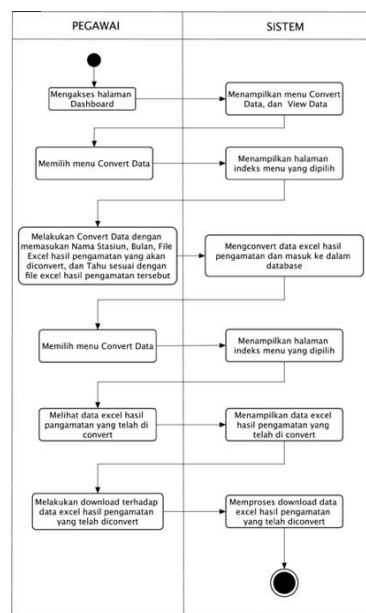 PEGAWAI
SISTEM
Mengakses halaman
Dashboard
Menampilkan menu Convert
Data, dan View Data
Memilih menu Convert Data
Menampilkan halaman
indeks menu yang dipilih
Melakukan Convert Data dengan
memasukan Nama Stasiun, Bulan, File
Excel hasil pengamatan yang akan
diconvert, dan Tahu sesuai dengan
file excel hasil pengamatan tersebut
Mengconvert data excel hasil
pengamatan dan masuk ke dalam
database
Memilih menu Convert Data
Menampilkan halaman
indeks menu yang dipilih
Melihat data excel hasil
pangamatan yang telah di
convert
Menampilkan data excel
hasil pengamatan yang
telah di convert
Melakukan download terhadap
data excel hasil pengamatan
yang telah diconvert
Memproses download data
excel hasil pengamatan
yang telah diconvert